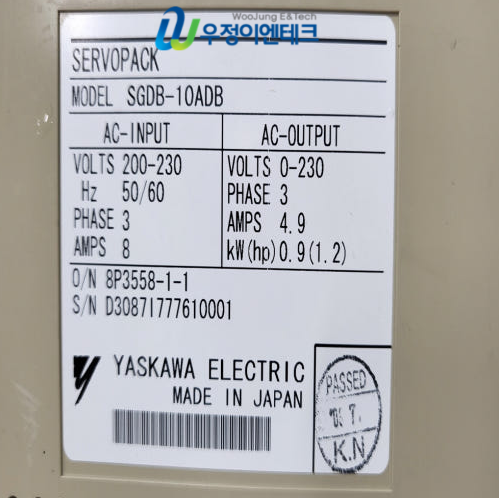 WooJung E&Tech
우정이엔테크
SERVOPACK
MODEL SGDB-10ADB
AC-INPUT AC-OUTPUT
VOLTS 200-230 VOLTS 0-230
Hz 50/60 PHASE 3
PHASE 3 AMPS 4.9
AMPS 8 kW(hp)0.9(1.2)
O/N 8P3558-1-1
S/N D3087I777610001
YASKAWA ELECTRIC
MADE IN JAPAN
PASSED
K.N